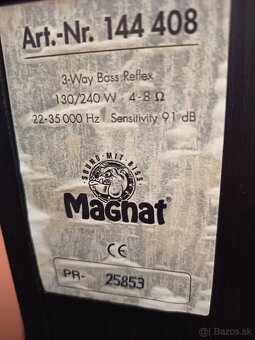 Art.-Nr. 144 408
3-Way Bass Reflex
130/240 W - 4-8 Ω
22-35 000 Hz Sensitivity 91 dB
SOUND·MIT·BISS
Magnat®
CE
PR- 25853
© Bazos.sk